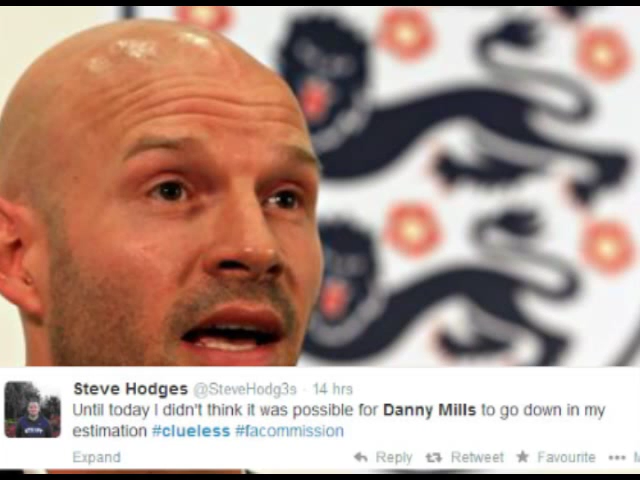 Steve Hodges @SteveHodg3s · 14 hrs
Until today I didn't think it was possible for Danny Mills to go down in my
estimation #clueless #facommission
Expand
Reply Retweet Favourite ••• M